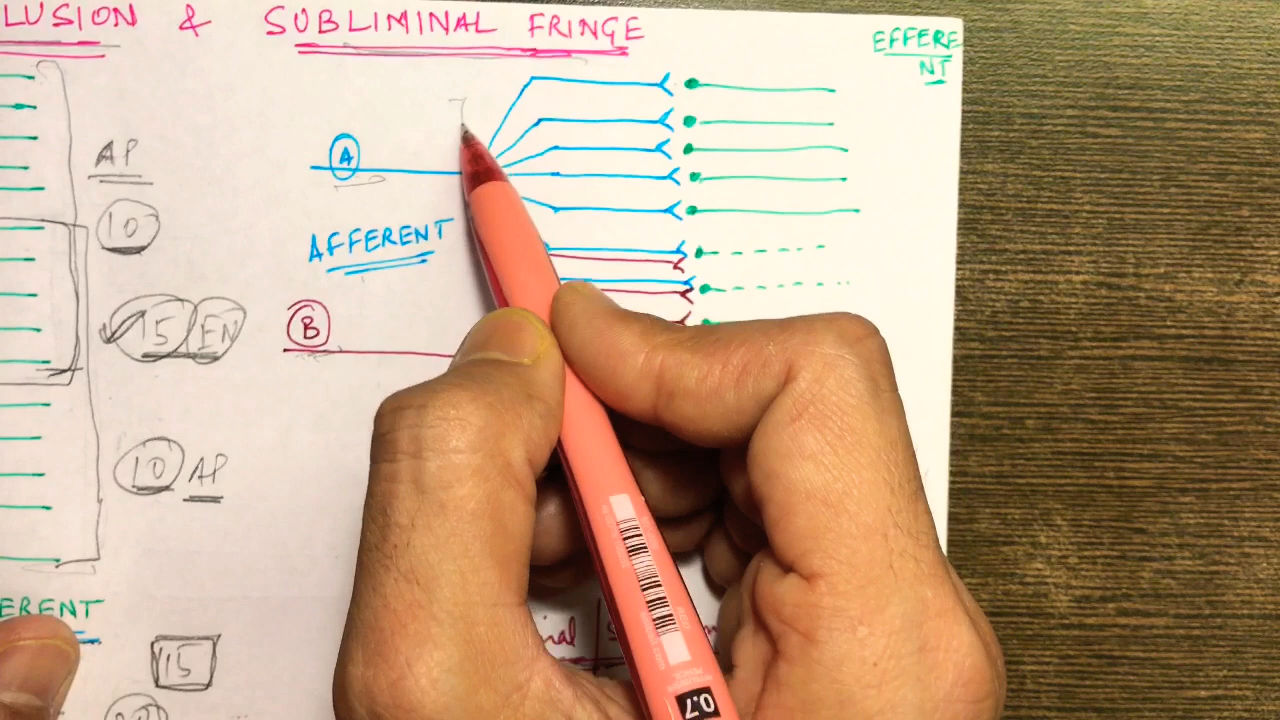 LUSION & SUBLIMINAL FRINGE
EFFERE
NT
AP
10
A
AFFERENT
15 EN
B
10 AP
ERENT
15
0.7